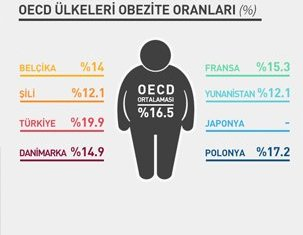 OECD ÜLKELERİ OBEZİTE ORANLARI (%)
BELÇİKA %14
ŞİLİ %12.1
TÜRKİYE %19.9
DANİMARKA %14.9
OECD
ORTALAMASI
%16.5
FRANSA %15.3
YUNANİSTAN %12.1
JAPONYA -
POLONYA %17.2